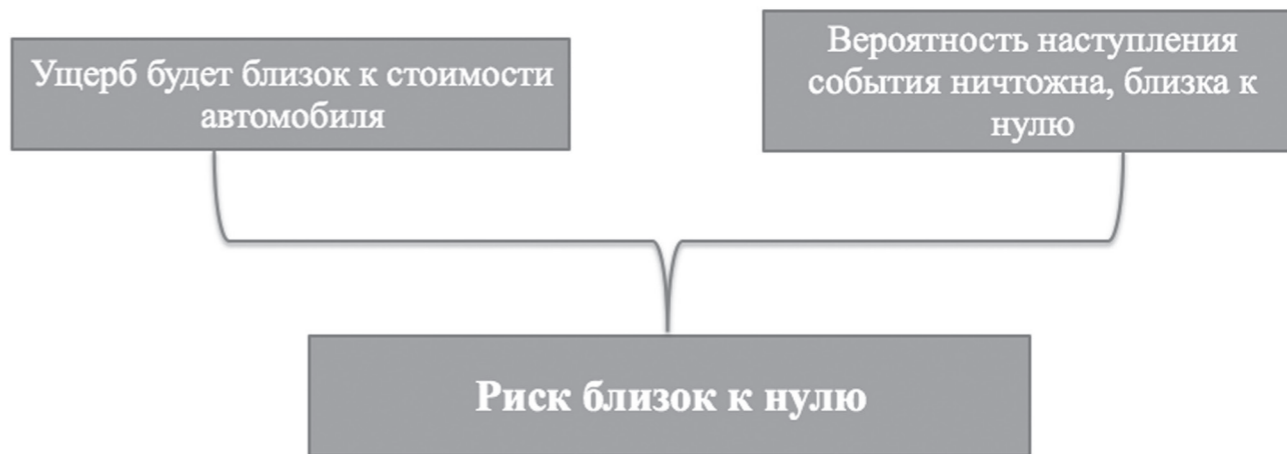 Ущерб будет близок к стоимости
автомобиля
Вероятность наступления
события ничтожна, близка к
нулю
Риск близок к нулю